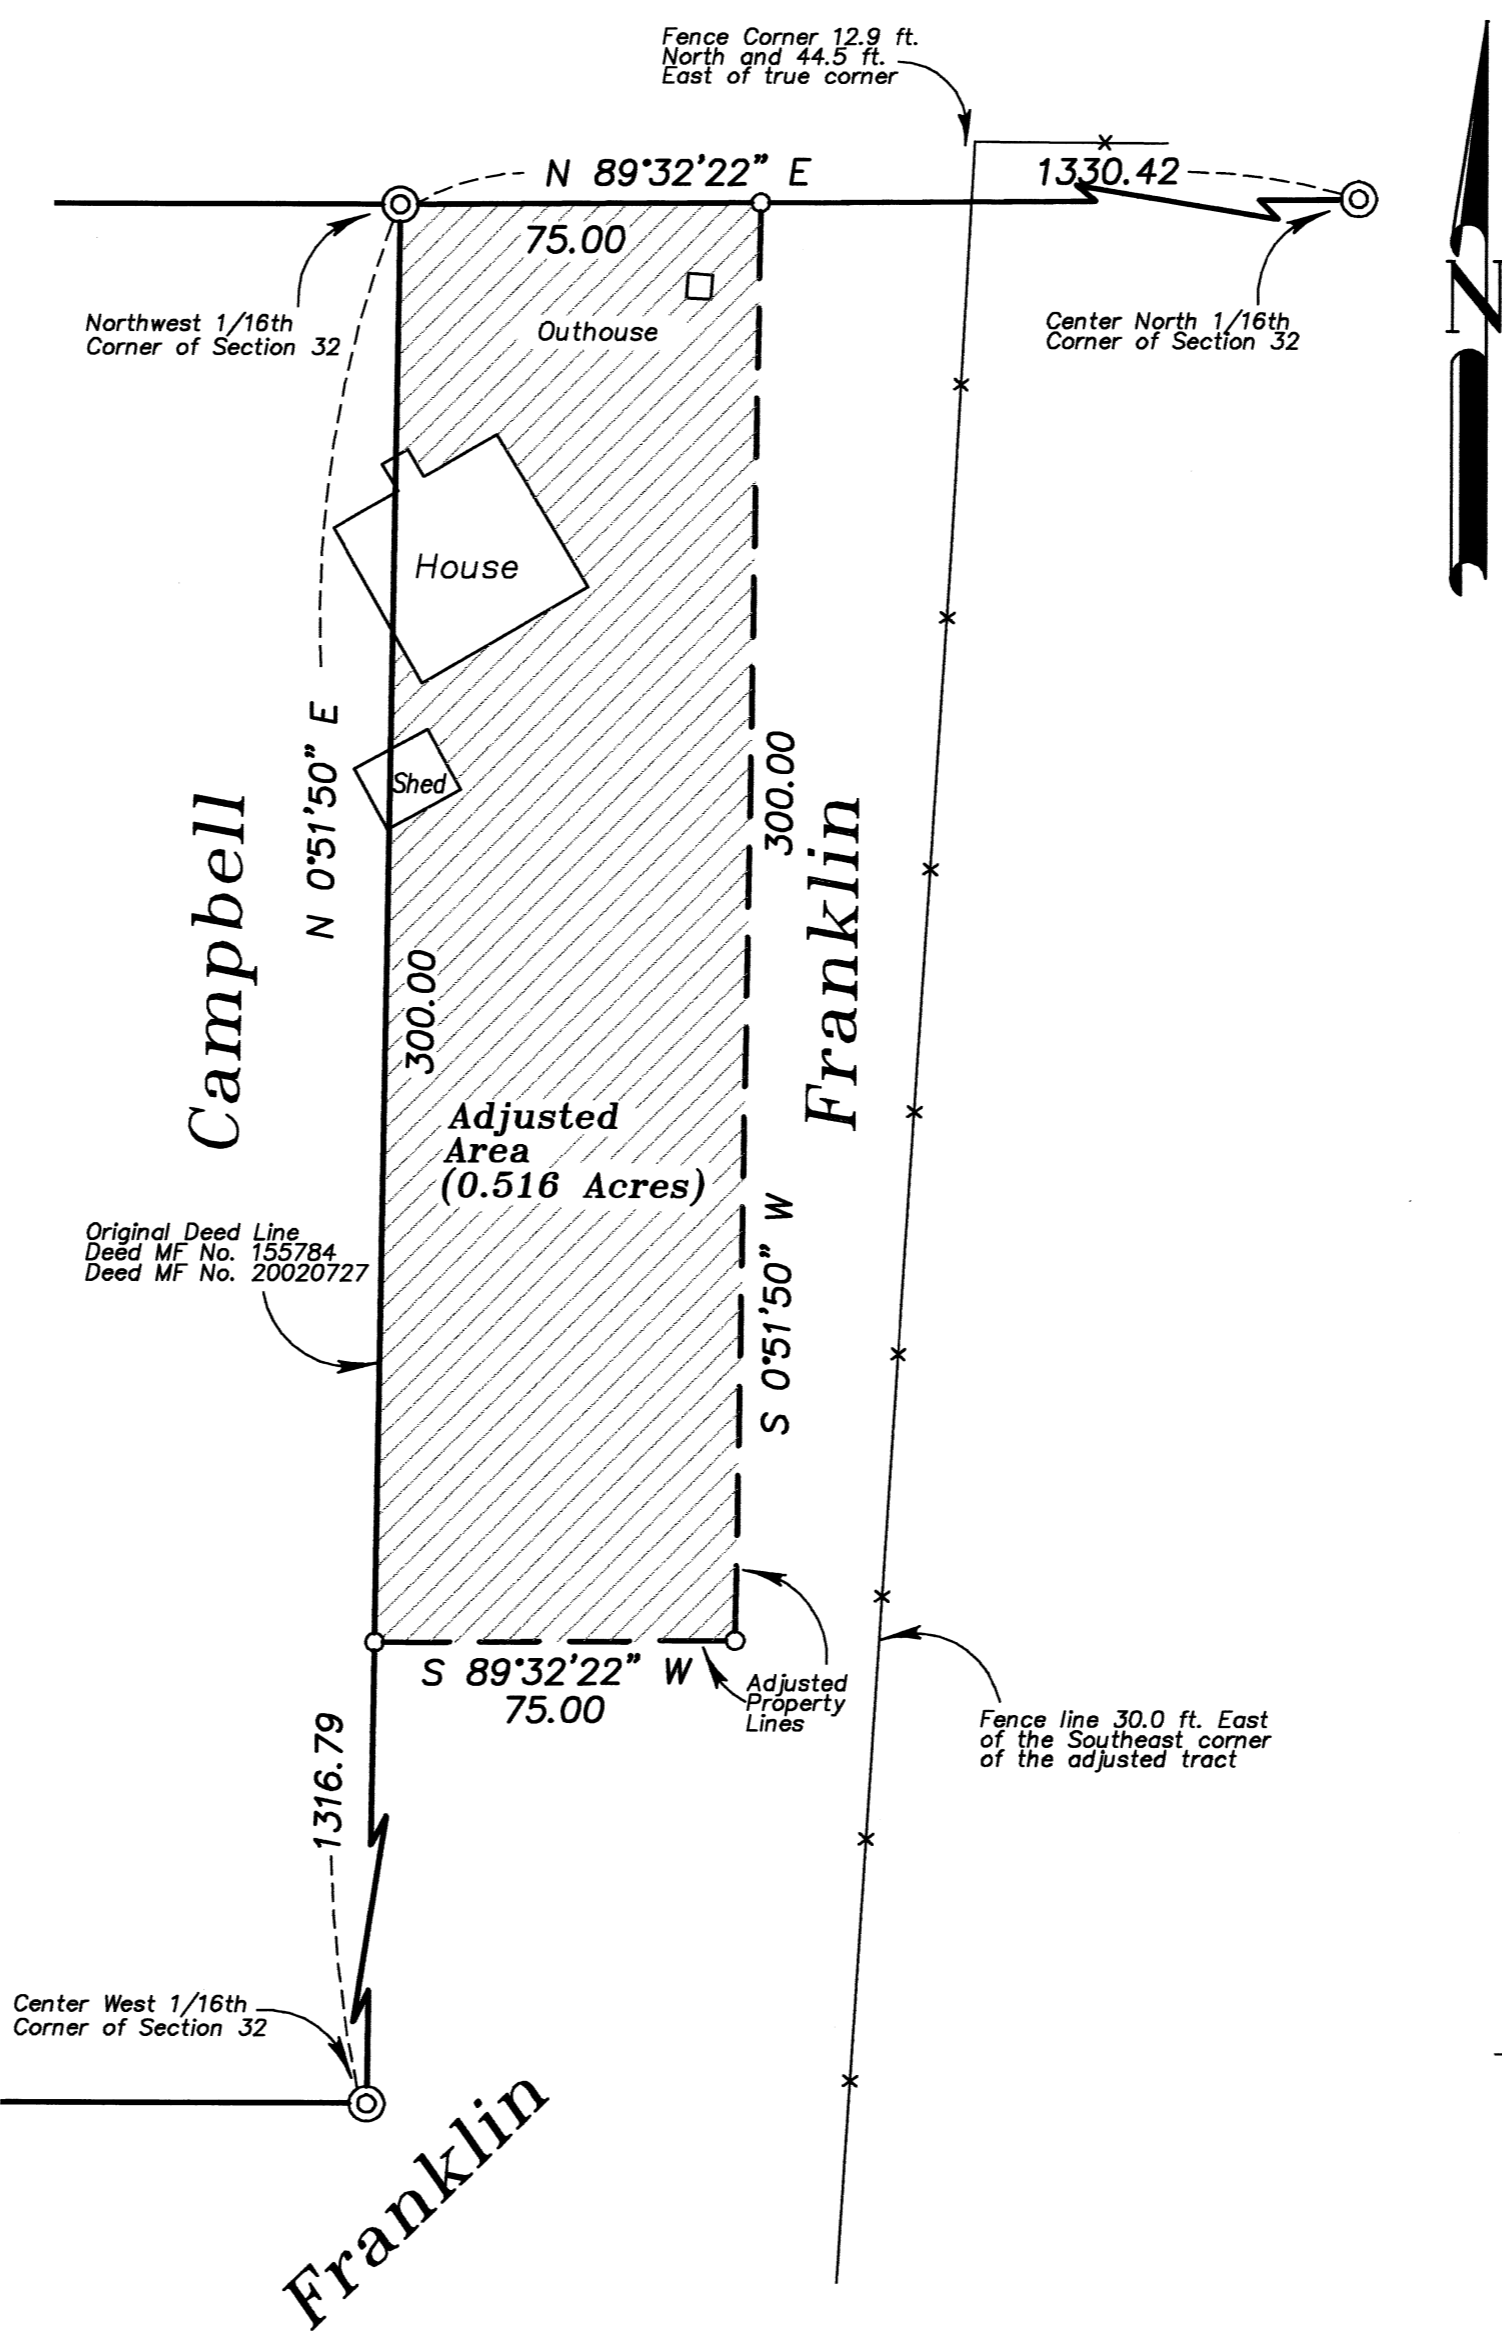 Fence Corner 12.9 ft.
North and 44.5 ft.
East of true corner
N 89°32'22" E
1330.42
75.00
Outhouse
N
Northwest 1/16th
Corner of Section 32
Center North 1/16th
Corner of Section 32
House
N 0°51'50" E
300.00
Shed
Campbell
Franklin
300.00
Adjusted
Area
(0.516 Acres)
S 0°51'50" W
Original Deed Line
Deed MF No. 155784
Deed MF No. 20020727
S 89°32'22" W
75.00
Adjusted
Property
Lines
Fence line 30.0 ft. East
of the Southeast corner
of the adjusted tract
1316.79
Center West 1/16th
Corner of Section 32
Franklin